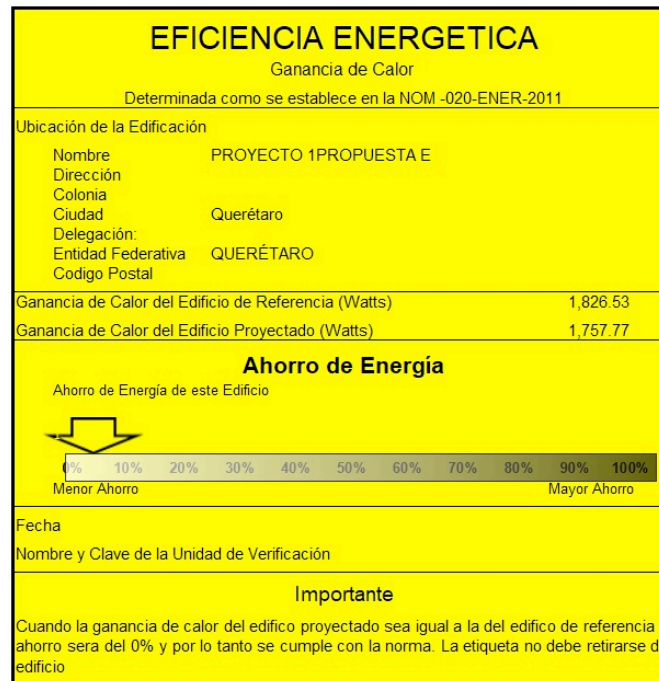 EFICIENCIA ENERGETICA
Ganancia de Calor
Determinada como se establece en la NOM -020-ENER-2011
Ubicación de la Edificación
Nombre PROYECTO 1PROPUESTA E
Dirección
Colonia
Ciudad Querétaro
Delegación:
Entidad Federativa QUERÉTARO
Codigo Postal
Ganancia de Calor del Edificio de Referencia (Watts) 1,826.53
Ganancia de Calor del Edificio Proyectado (Watts) 1,757.77
Ahorro de Energía
Ahorro de Energía de este Edificio
0% 10% 20% 30% 40% 50% 60% 70% 80% 90% 100%
Menor Ahorro Mayor Ahorro
Fecha
Nombre y Clave de la Unidad de Verificación
Importante
Cuando la ganancia de calor del edifico proyectado sea igual a la del edifico de referencia
ahorro sera del 0% y por lo tanto se cumple con la norma. La etiqueta no debe retirarse d
edificio